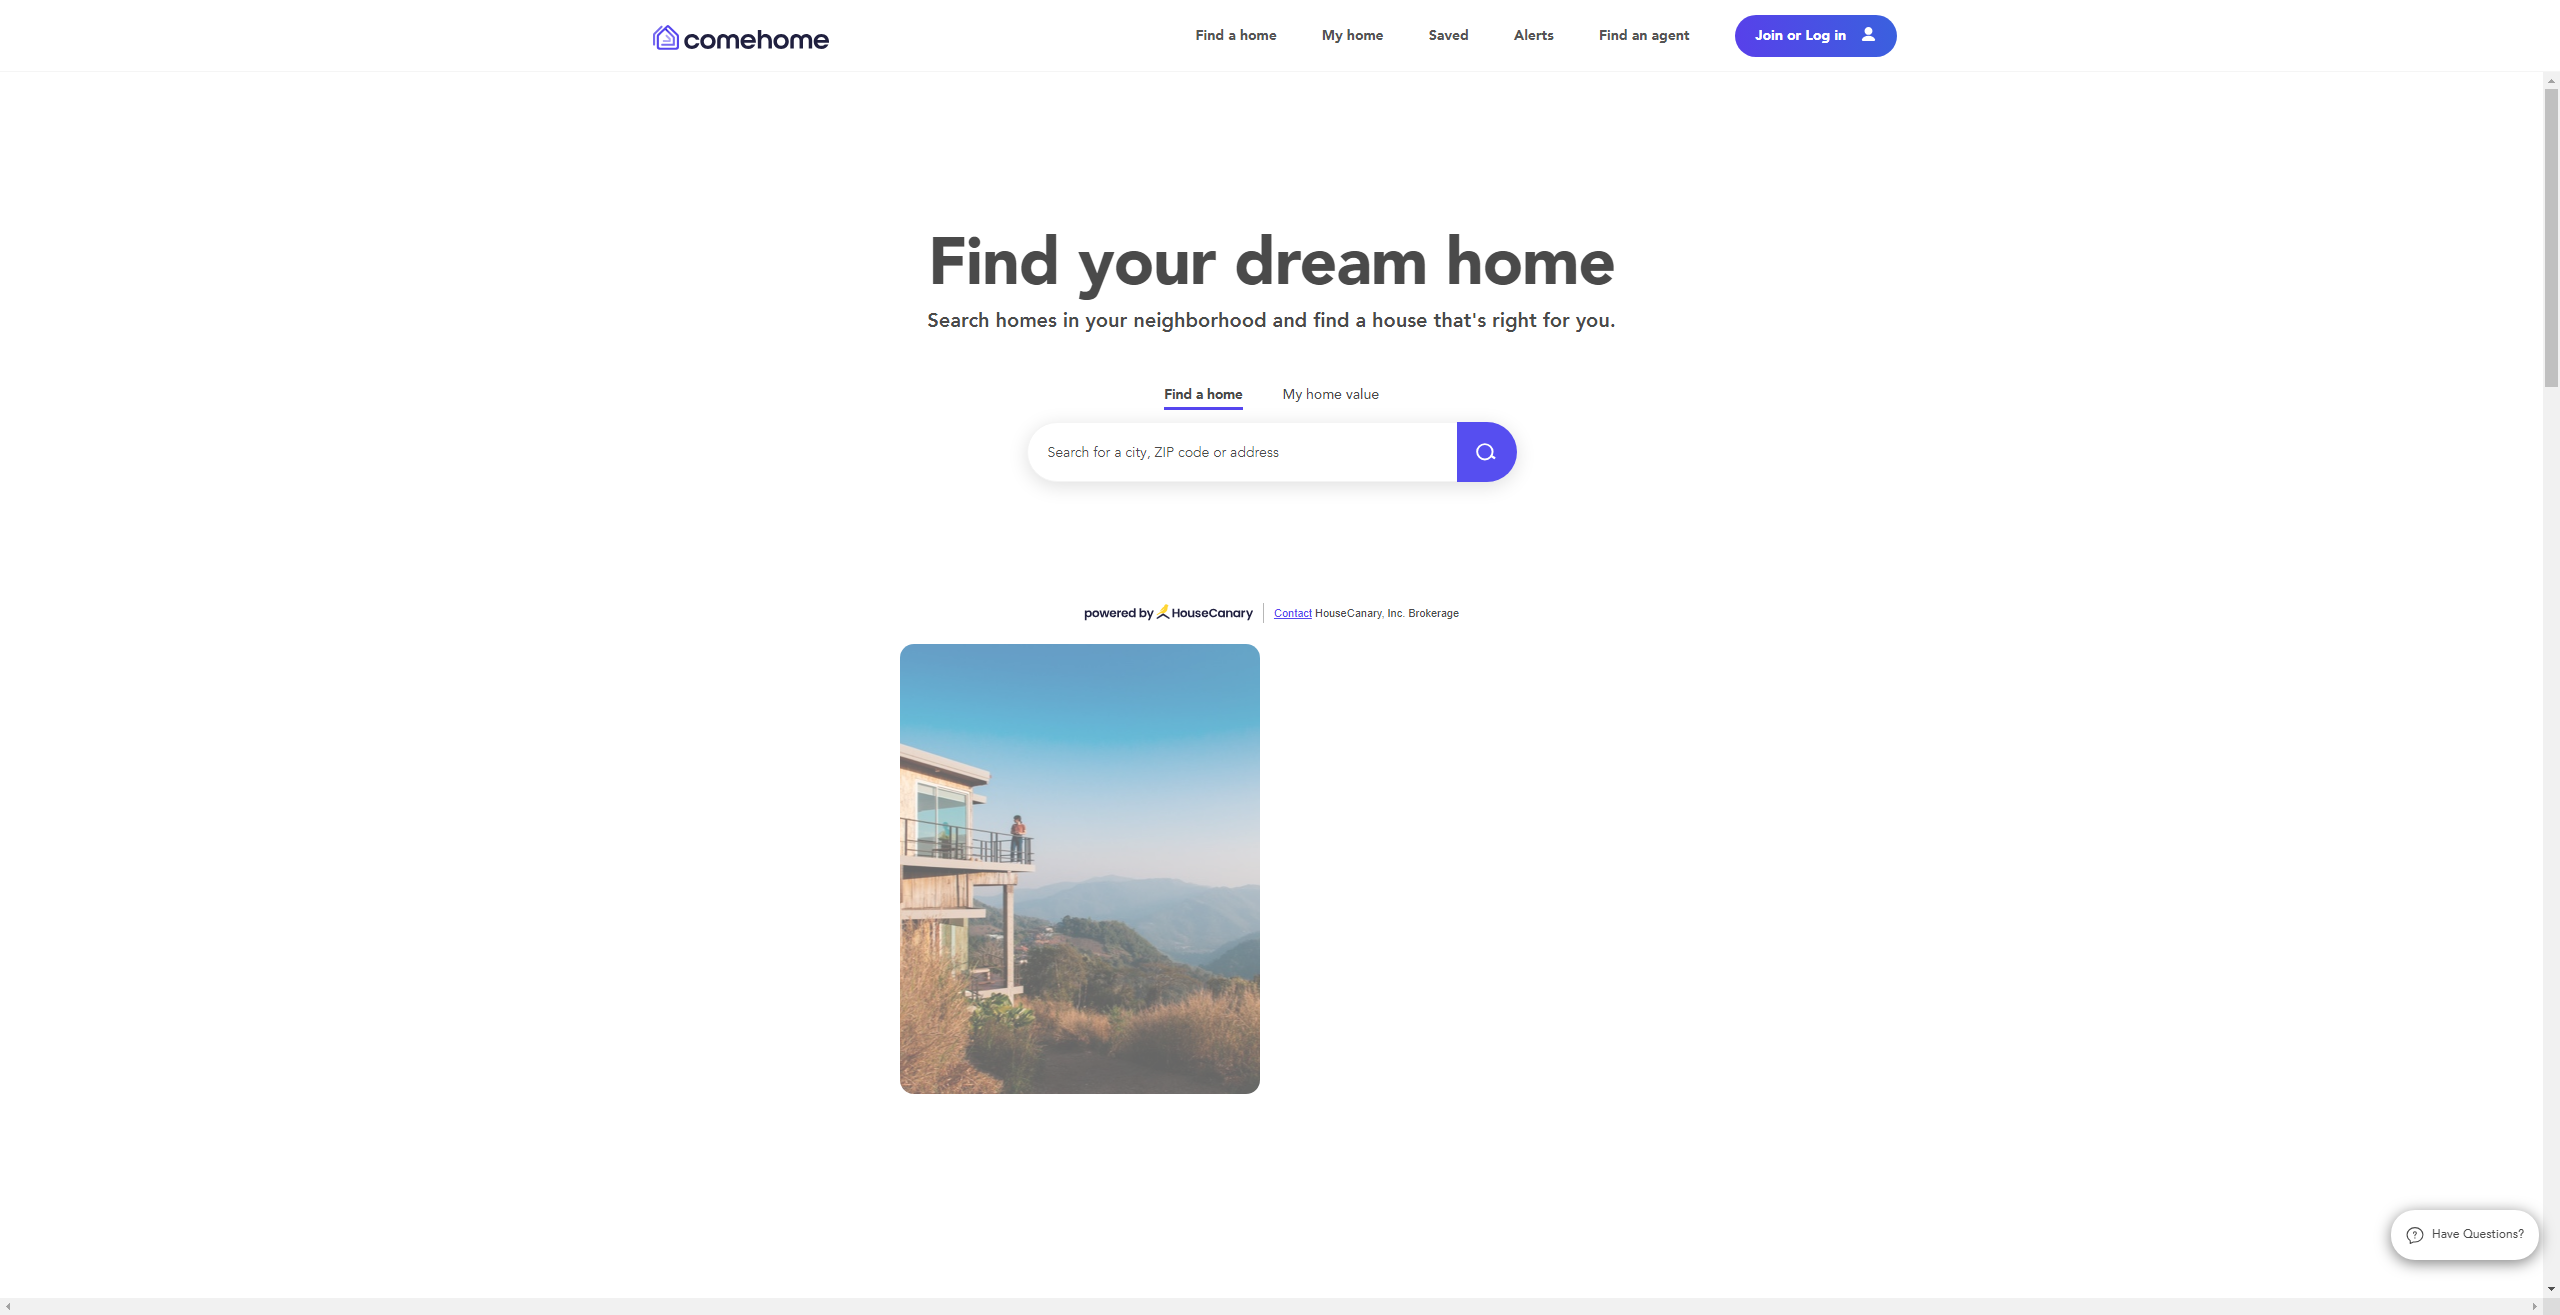 comehome
Find a home
My home
Saved
Alerts
Find an agent
Join or Log in
Find your dream home
Search homes in your neighborhood and find a house that's right for you.
Find a home
My home value
Search for a city, ZIP code or address
powered by HouseCanary
Contact HouseCanary, Inc. Brokerage
Have Questions?